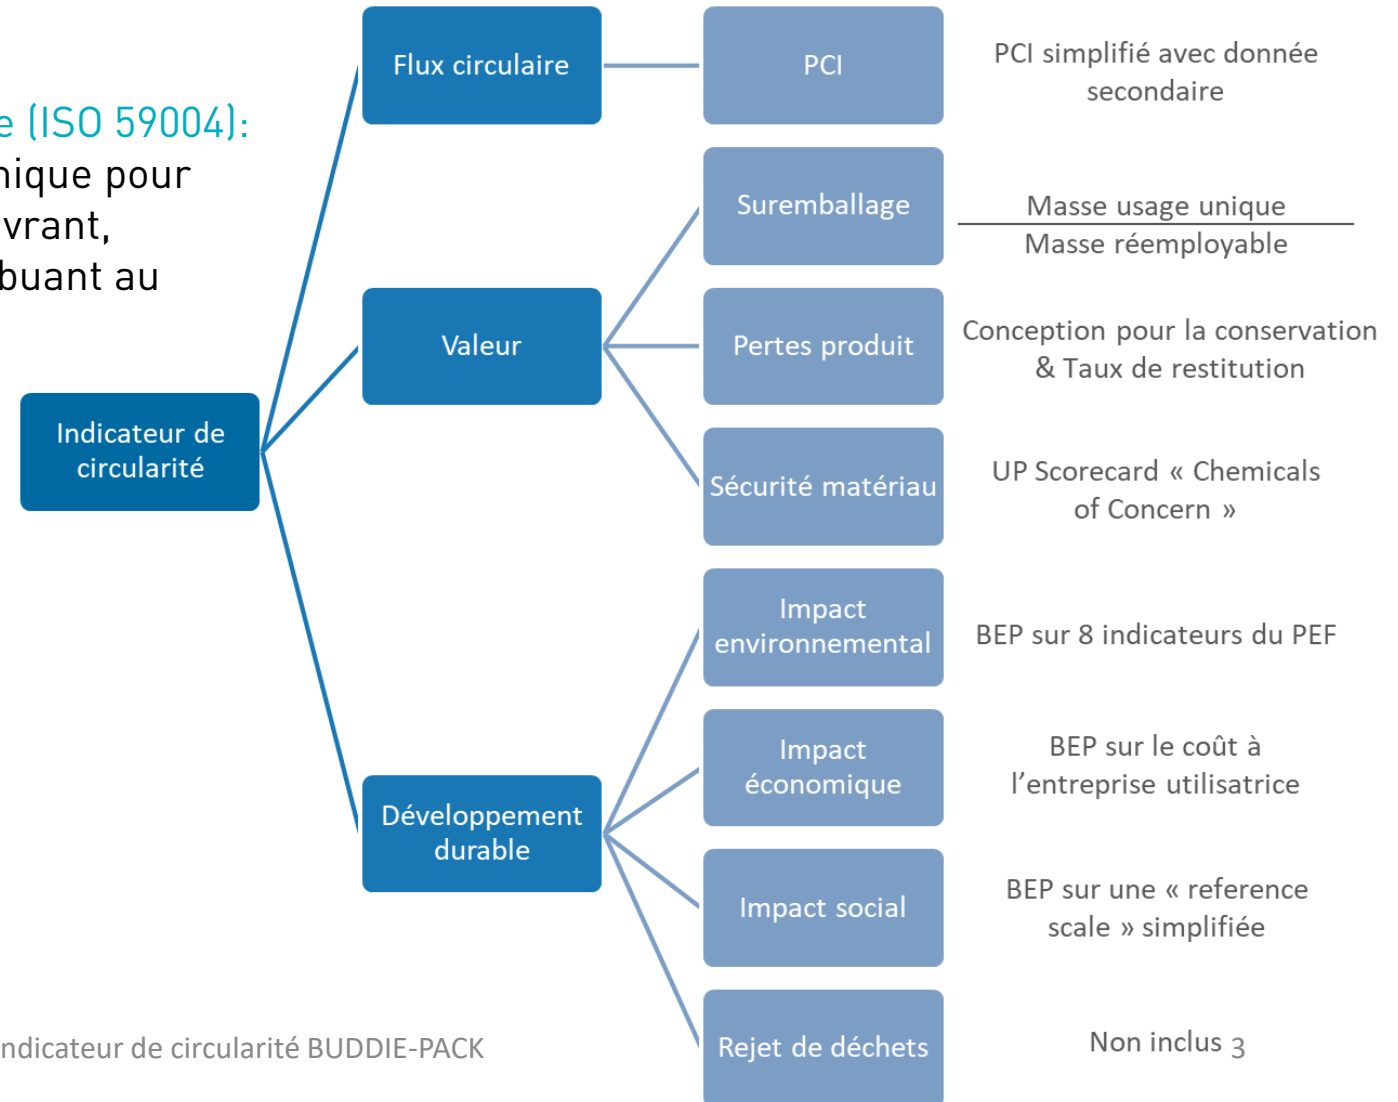 e (ISO 59004):
nique pour
vrant,
buant au
Indicateur de
circularité
Flux circulaire
Valeur
Développement
durable
PCI
PCI simplifié avec donnée
secondaire
Suremballage
Masse usage unique
Masse réemployable
Pertes produit
Conception pour la conservation
& Taux de restitution
Sécurité matériau
UP Scorecard « Chemicals
of Concern »
Impact
environnemental
BEP sur 8 indicateurs du PEF
Impact
économique
BEP sur le coût à
l’entreprise utilisatrice
Impact social
BEP sur une « reference
scale » simplifiée
Rejet de déchets
Non inclus
ndicateur de circularité BUDDIE-PACK
3